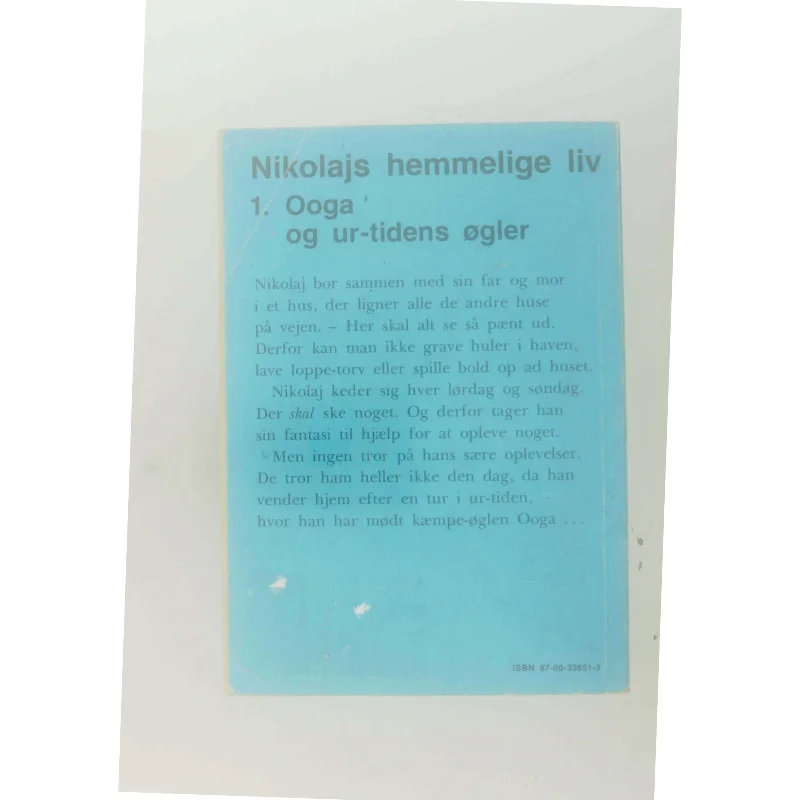 Nikolajs hemmelige liv
1. Ooga
og ur-tidens øgler
Nikolaj bor sammen med sin far og mor
i et hus, der ligner alle de andre huse
på vejen. – Her skal alt se så pænt ud.
Derfor kan man ikke grave huler i haven,
lave loppe-torv eller spille bold op ad huset.
Nikolaj keder sig hver lørdag og søndag.
Der skal ske noget. Og derfor tager han
sin fantasi til hjælp for at opleve noget.
Men ingen tror på hans sære oplevelser.
De tror ham heller ikke den dag, da han
vender hjem efter en tur i ur-tiden,
hvor han har mødt kæmpe-øglen Ooga ...
ISBN 87-00-33651-3